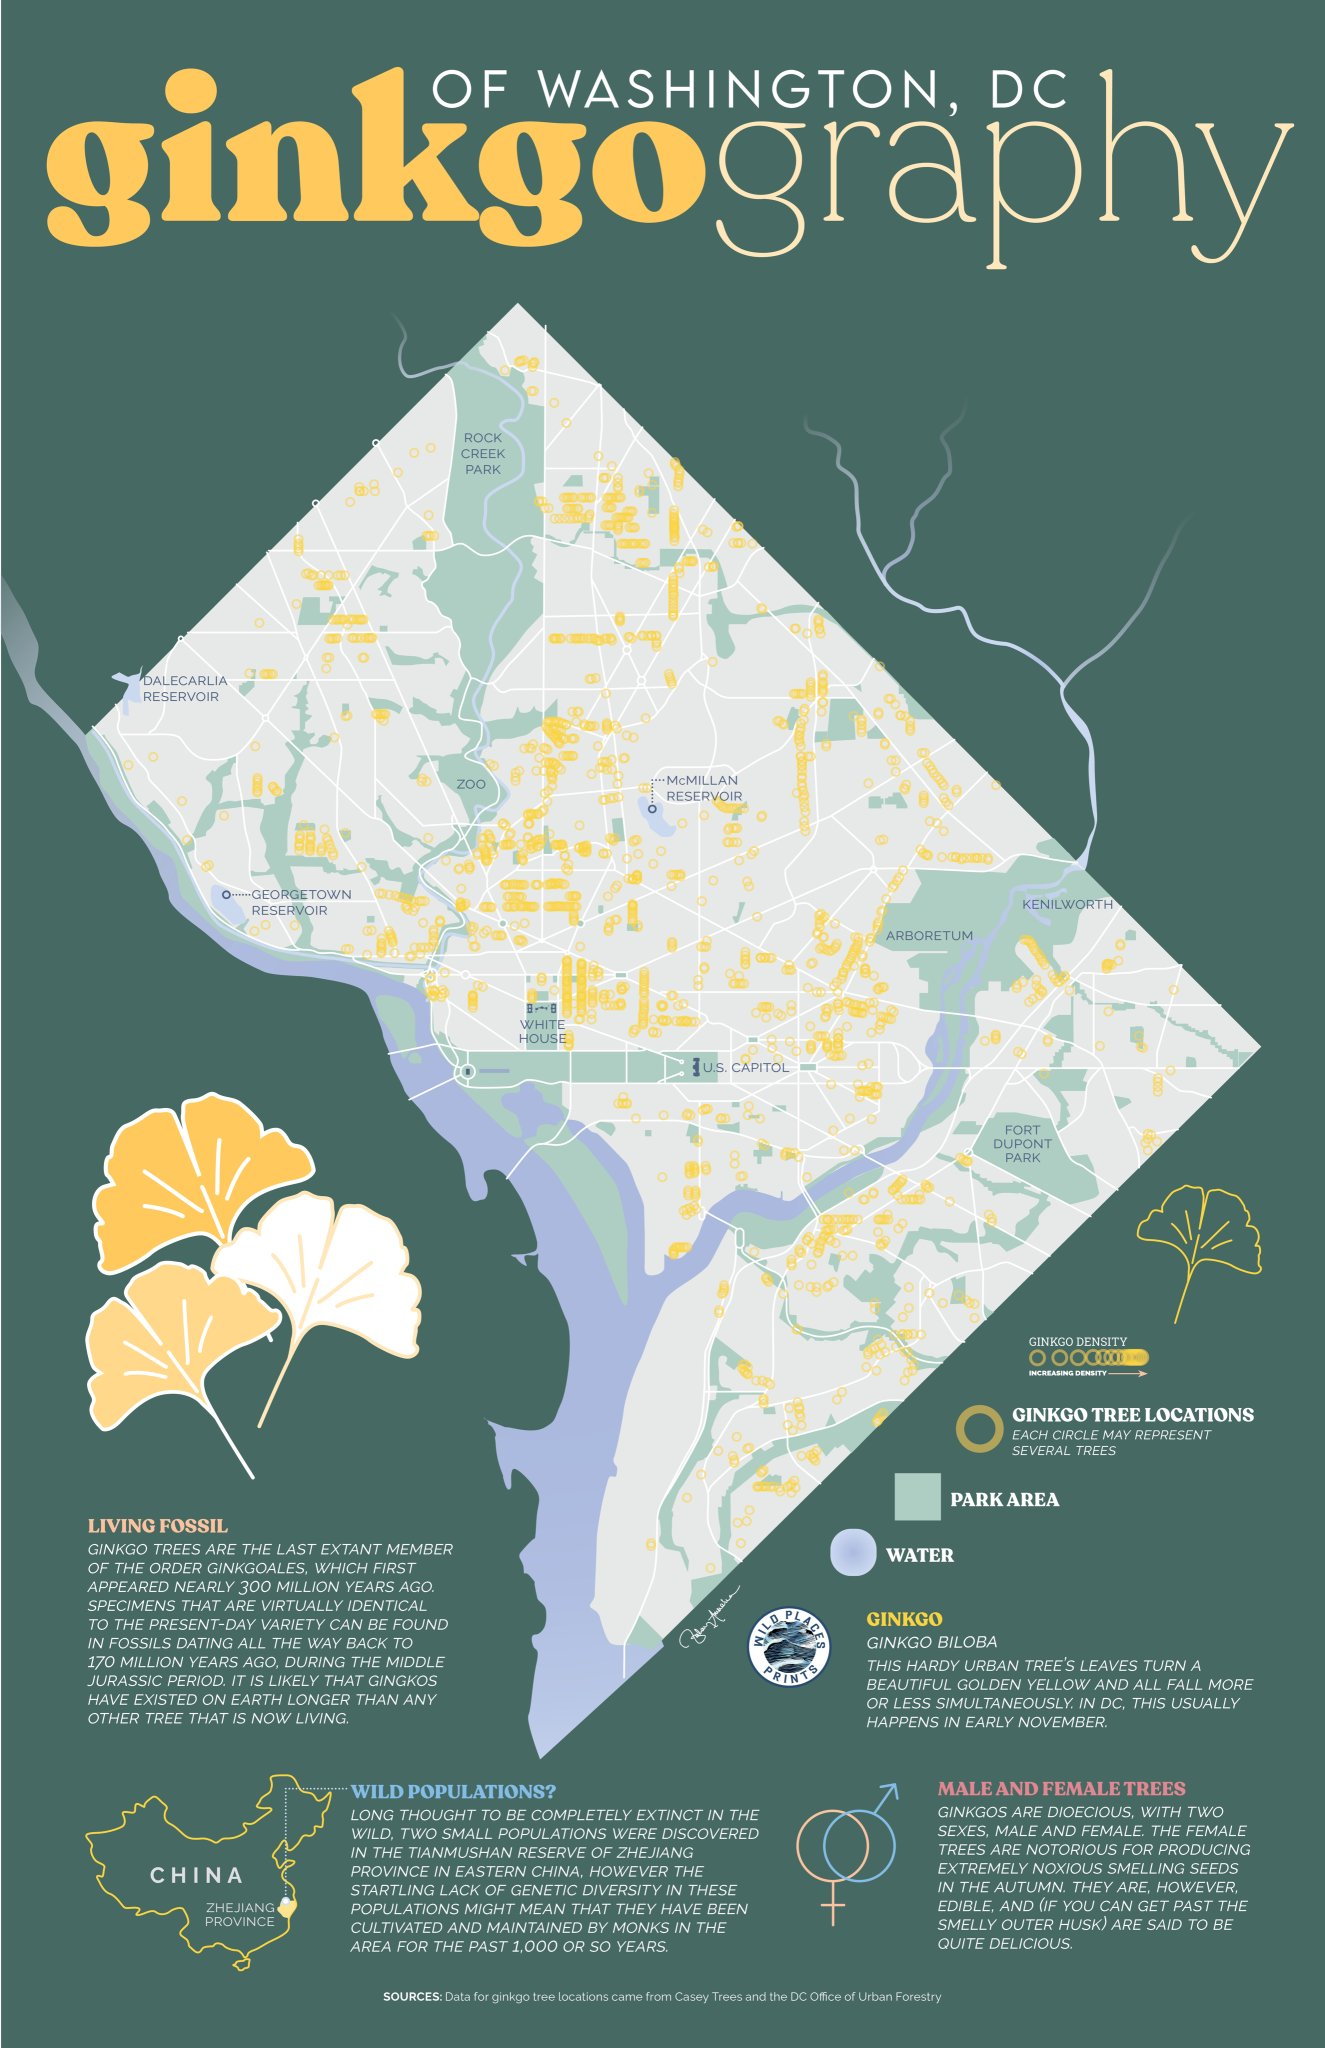 OF WASHINGTON, DC
ginkgography
ROCK
CREEK
PARK
DALECARLIA
RESERVOIR
ZOO
McMILLAN
RESERVOIR
GEORGETOWN
RESERVOIR
KENILWORTH
ARBORETUM
WHITE
HOUSE
U.S. CAPITOL
FORT
DUPONT
PARK
GINKGO DENSITY
INCREASING DENSITY
GINKGO TREE LOCATIONS
EACH CIRCLE MAY REPRESENT
SEVERAL TREES
PARK AREA
WATER
LIVING FOSSIL
GINKGO TREES ARE THE LAST EXTANT MEMBER
OF THE ORDER GINKGOALES, WHICH FIRST
APPEARED NEARLY 300 MILLION YEARS AGO.
SPECIMENS THAT ARE VIRTUALLY IDENTICAL
TO THE PRESENT-DAY VARIETY CAN BE FOUND
IN FOSSILS DATING ALL THE WAY BACK TO
170 MILLION YEARS AGO, DURING THE MIDDLE
JURASSIC PERIOD. IT IS LIKELY THAT GINGKOS
HAVE EXISTED ON EARTH LONGER THAN ANY
OTHER TREE THAT IS NOW LIVING.
WILD PLACES
PRINTS
GINKGO
GINKGO BILOBA
THIS HARDY URBAN TREE'S LEAVES TURN A
BEAUTIFUL GOLDEN YELLOW AND ALL FALL MORE
OR LESS SIMULTANEOUSLY. IN DC, THIS USUALLY
HAPPENS IN EARLY NOVEMBER.
CHINA
ZHEJIANG
PROVINCE
WILD POPULATIONS?
LONG THOUGHT TO BE COMPLETELY EXTINCT IN THE
WILD, TWO SMALL POPULATIONS WERE DISCOVERED
IN THE TIANMUSHAN RESERVE OF ZHEJIANG
PROVINCE IN EASTERN CHINA, HOWEVER THE
STARTLING LACK OF GENETIC DIVERSITY IN THESE
POPULATIONS MIGHT MEAN THAT THEY HAVE BEEN
CULTIVATED AND MAINTAINED BY MONKS IN THE
AREA FOR THE PAST 1,000 OR SO YEARS.
MALE AND FEMALE TREES
GINKGOS ARE DIOECIOUS, WITH TWO
SEXES, MALE AND FEMALE. THE FEMALE
TREES ARE NOTORIOUS FOR PRODUCING
EXTREMELY NOXIOUS SMELLING SEEDS
IN THE AUTUMN. THEY ARE, HOWEVER,
EDIBLE, AND (IF YOU CAN GET PAST THE
SMELLY OUTER HUSK) ARE SAID TO BE
QUITE DELICIOUS.
SOURCES: Data for ginkgo tree locations came from Casey Trees and the DC Office of Urban Forestry